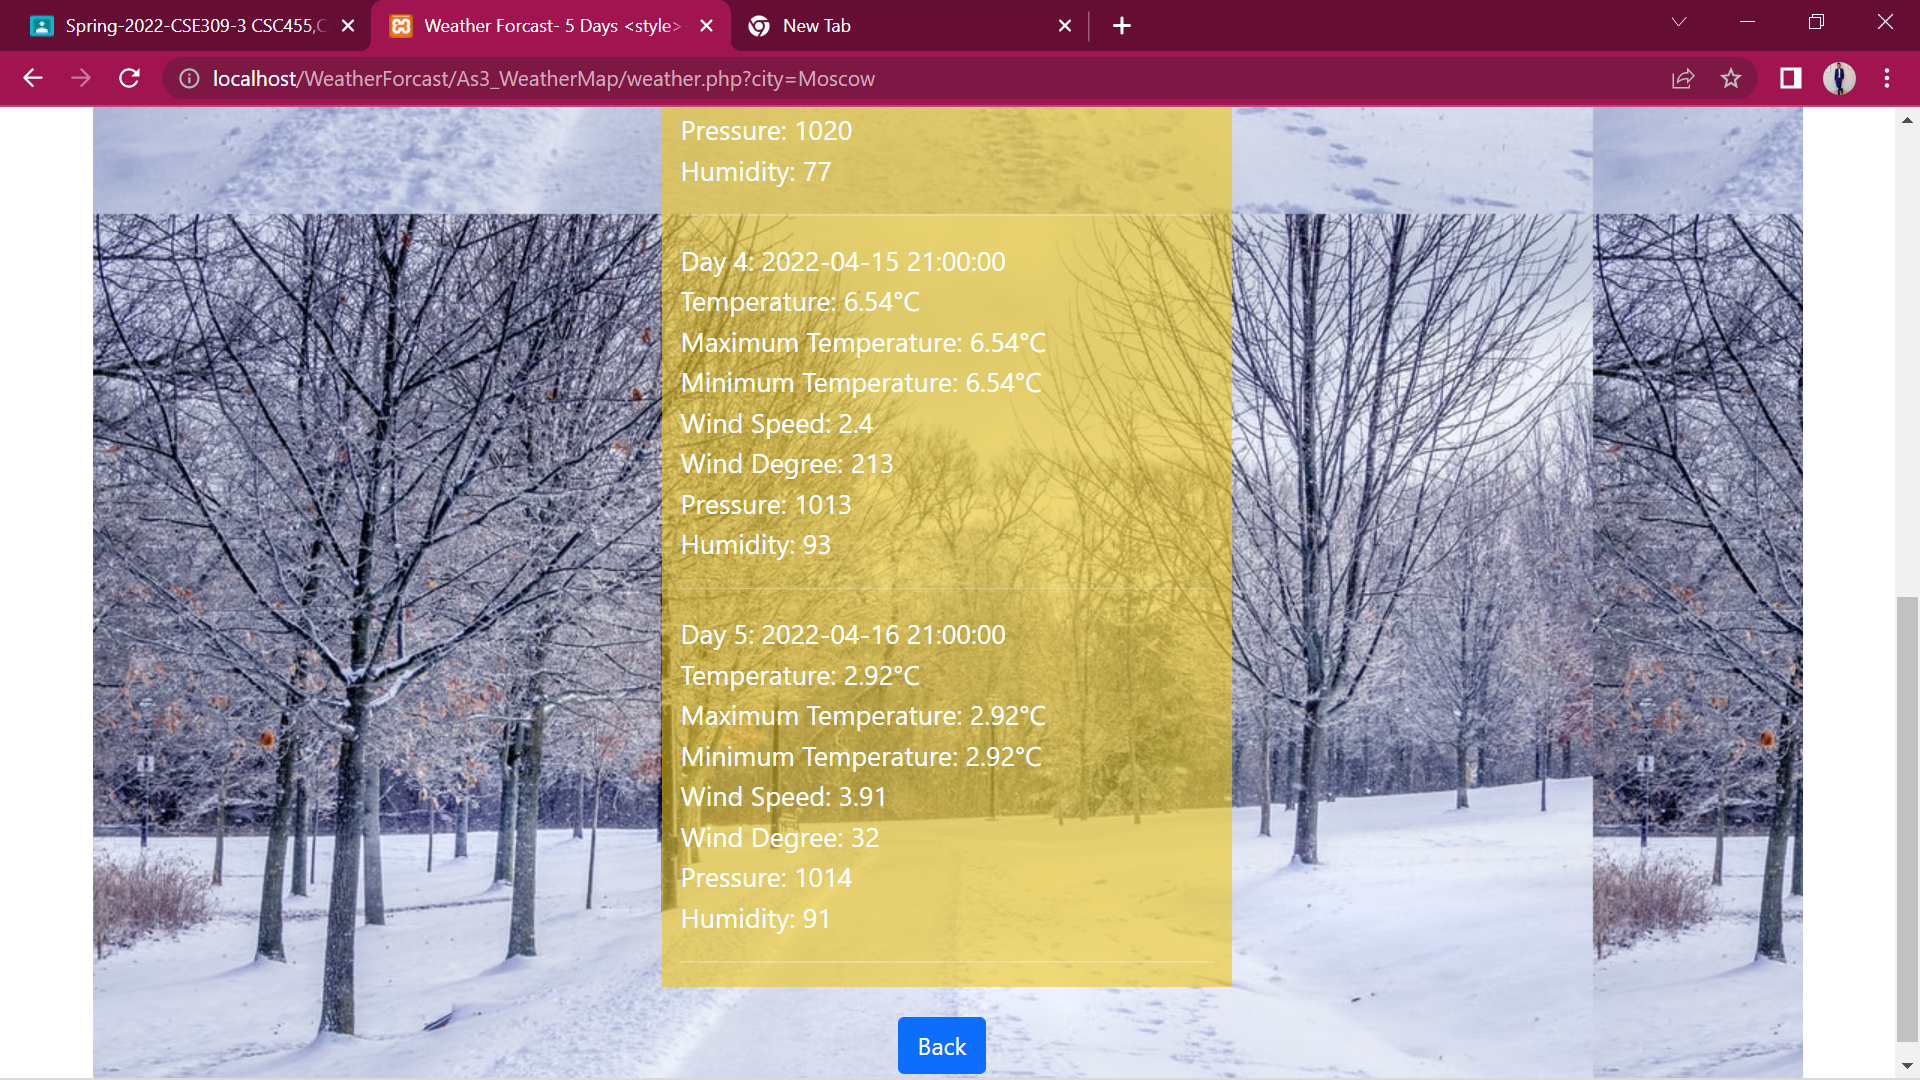 Spring-2022-CSE309-3 CSC455,C
Weather Forcast- 5 Days <style>
New Tab
localhost/WeatherForcast/As3_WeatherMap/weather.php?city=Moscow
Pressure: 1020
Humidity: 77
Day 4: 2022-04-15 21:00:00
Temperature: 6.54°C
Maximum Temperature: 6.54°C
Minimum Temperature: 6.54°C
Wind Speed: 2.4
Wind Degree: 213
Pressure: 1013
Humidity: 93
Day 5: 2022-04-16 21:00:00
Temperature: 2.92°C
Maximum Temperature: 2.92°C
Minimum Temperature: 2.92°C
Wind Speed: 3.91
Wind Degree: 32
Pressure: 1014
Humidity: 91
Back